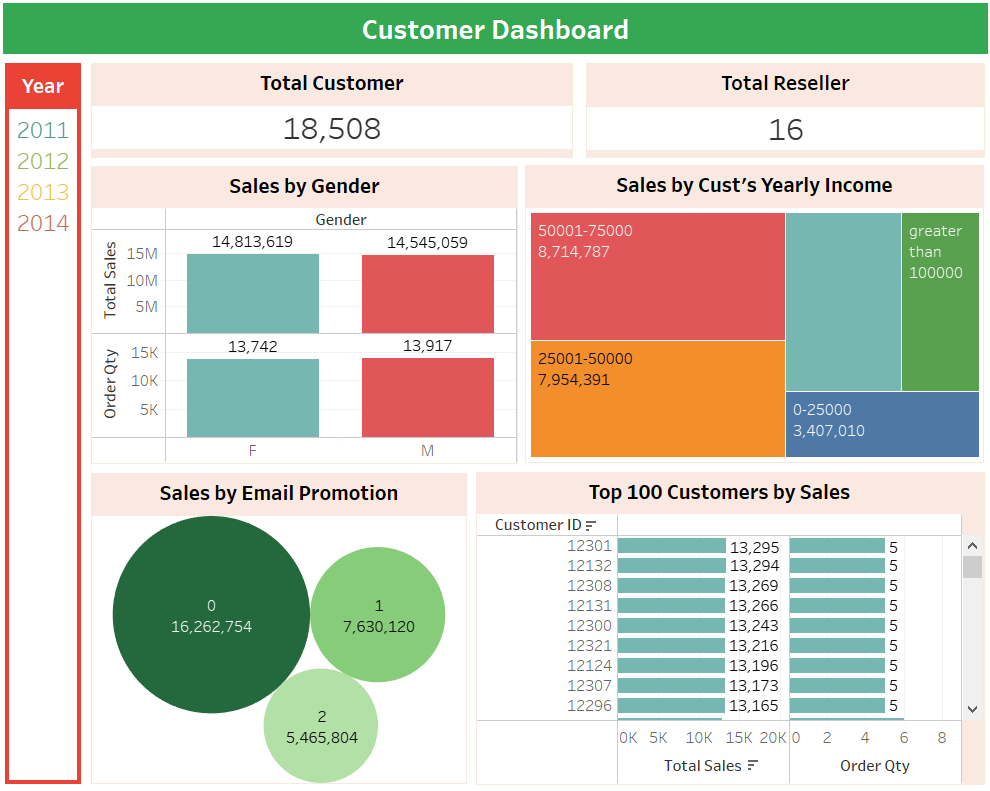 Customer Dashboard
Year
2011
2012
2013
2014
Total Customer
18,508
Total Reseller
16
Sales by Gender
Gender
Total Sales
15M
10M
5M
14,813,619
14,545,059
Order Qty
15K
10K
5K
13,742
13,917
F
M
Sales by Cust's Yearly Income
50001-75000
8,714,787
25001-50000
7,954,391
greater
than
100000
0-25000
3,407,010
Sales by Email Promotion
0
16,262,754
1
7,630,120
2
5,465,804
Top 100 Customers by Sales
Customer ID
12301 13,295 5
12132 13,294 5
12308 13,269 5
12131 13,266 5
12300 13,243 5
12321 13,216 5
12124 13,196 5
12307 13,173 5
12296 13,165 5
0K 5K 10K 15K 20K 0 2 4 6 8
Total Sales Order Qty